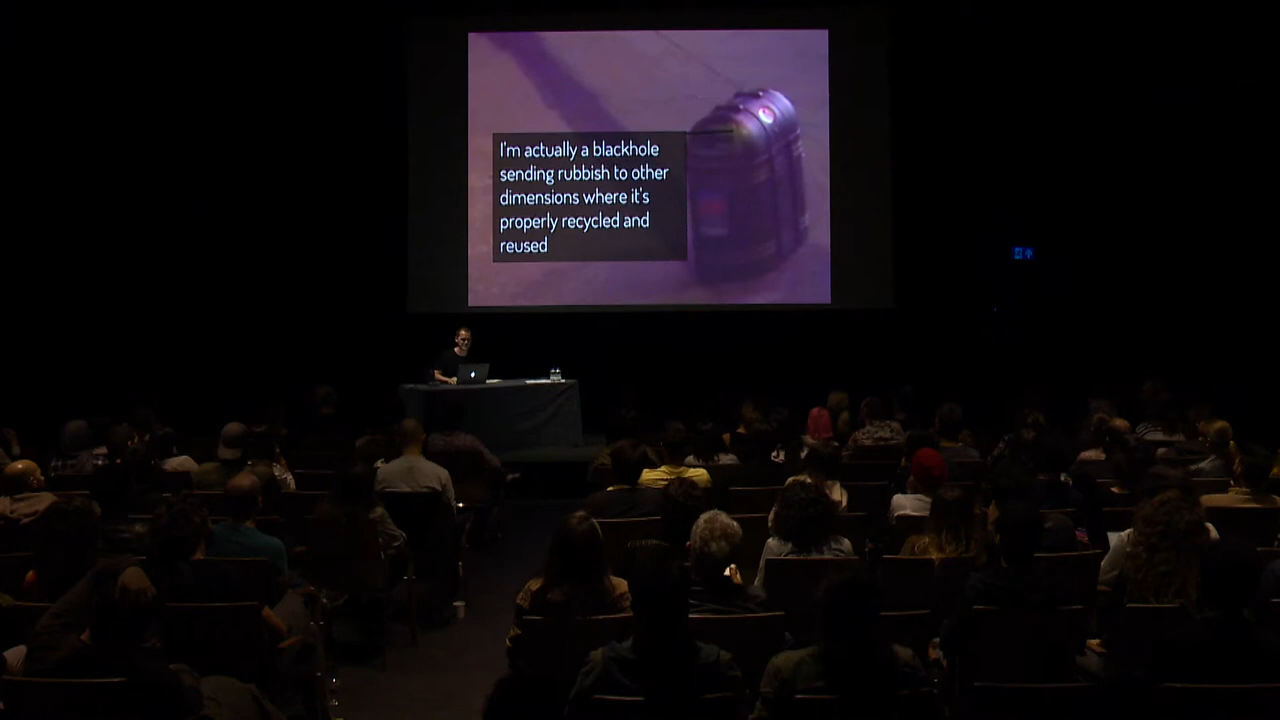 I'm actually a blackhole
sending rubbish to other
dimensions where it's
properly recycled and
reused